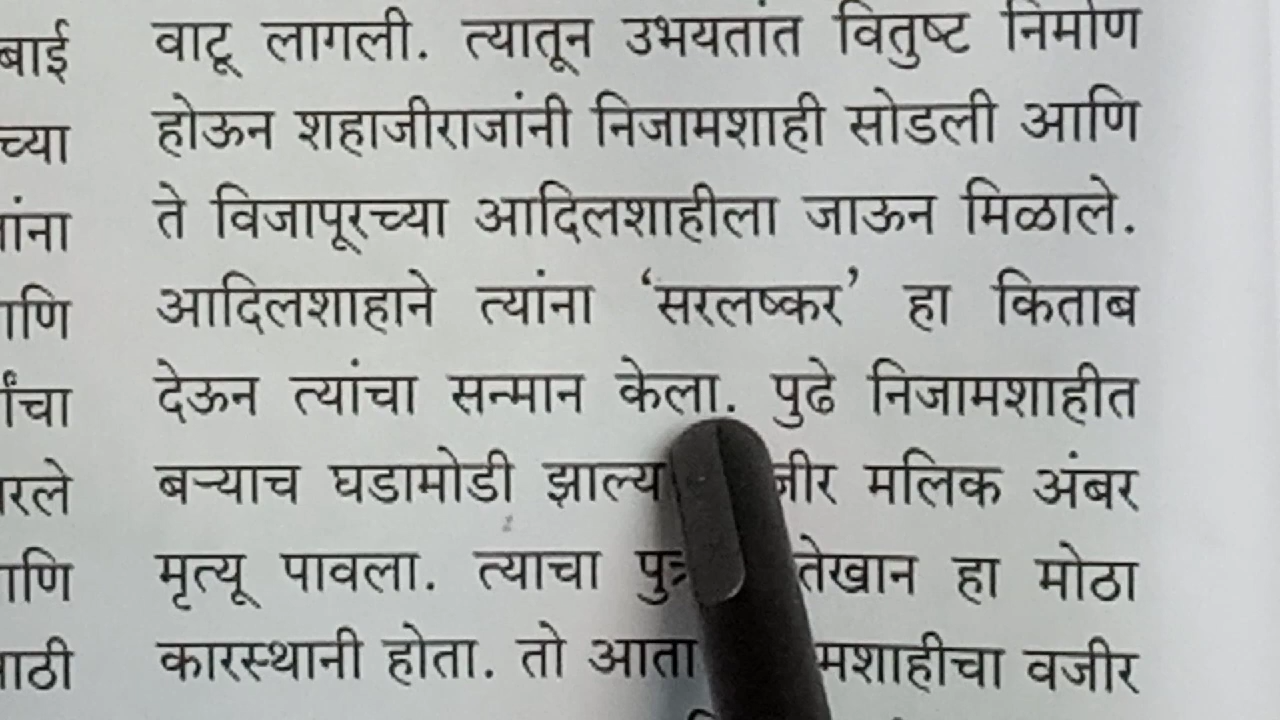 बाई वाटू लागली. त्यातून उभयतांत वितुष्ट निर्माण
च्या होऊन शहाजीराजांनी निजामशाही सोडली आणि
ांना ते विजापूरच्या आदिलशाहीला जाऊन मिळाले.
ाणि आदिलशाहाने त्यांना ‘सरलष्कर’ हा किताब
ांचा देऊन त्यांचा सन्मान केला. पुढे निजामशाहीत
रले बऱ्याच घडामोडी झाल्य जीर मलिक अंबर
ाणि मृत्यू पावला. त्याचा पुत्र तेखान हा मोठा
ाठी कारस्थानी होता. तो आता मशाहीचा वजीर